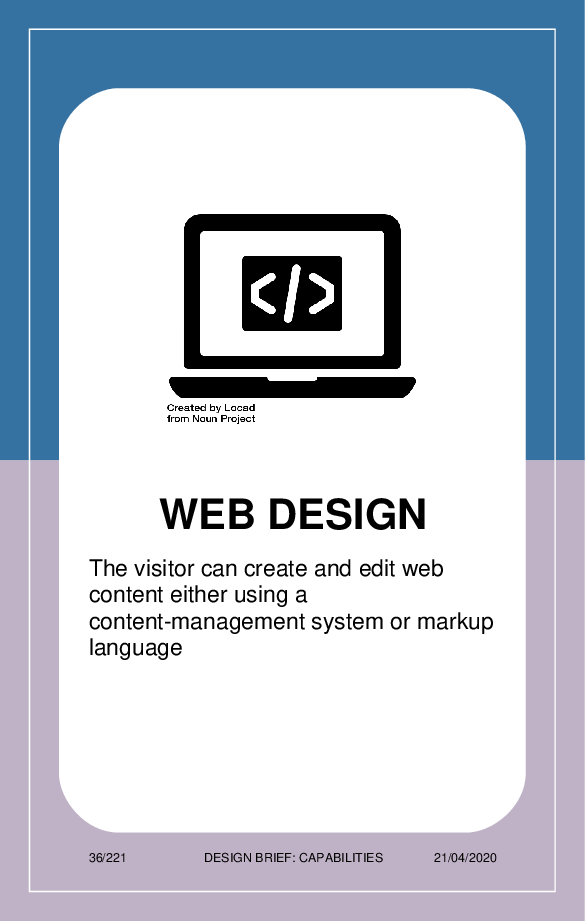 </>
Created by Locad
from Noun Project
WEB DESIGN
The visitor can create and edit web
content either using a
content-management system or markup
language
36/221 DESIGN BRIEF: CAPABILITIES 21/04/2020